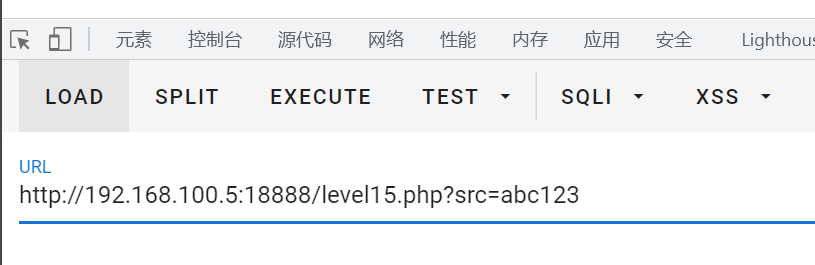 元素 控制台 源代码 网络 性能 内存 应用 安全
LOAD SPLIT EXECUTE TEST SQLI XSS
URL
http://192.168.100.5:18888/level15.php?src=abc123